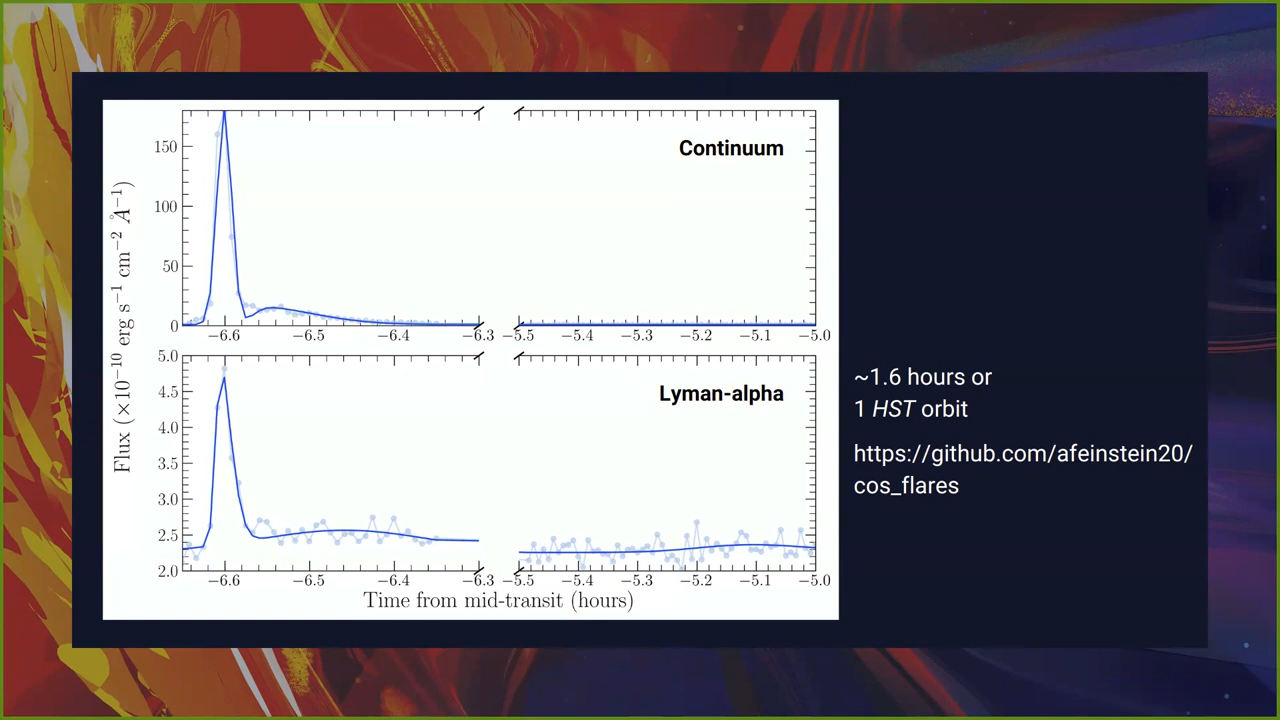 Continuum
150
100
50
0
−6.6 −6.5 −6.4 −6.3 −5.5 −5.4 −5.3 −5.2 −5.1 −5.0
Flux (×10⁻¹⁰ erg s⁻¹ cm⁻² Å⁻¹)
Lyman-alpha
5.0
4.5
4.0
3.5
3.0
2.5
2.0
−6.6 −6.5 −6.4 −6.3 −5.5 −5.4 −5.3 −5.2 −5.1 −5.0
Time from mid-transit (hours)
~1.6 hours or
1 HST orbit
https://github.com/afeinstein20/
cos_flares